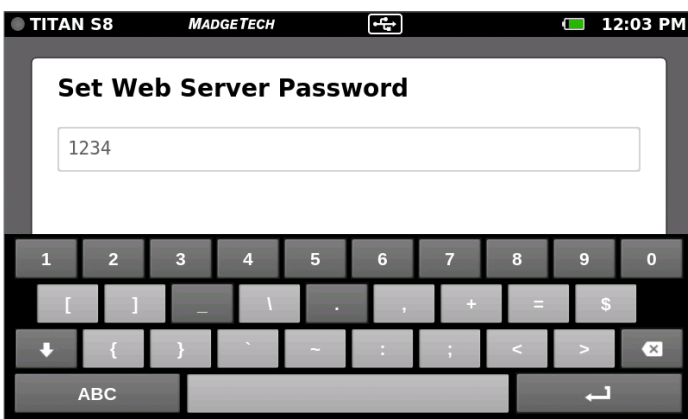 TITAN S8 MADGETECH 12:03 PM
Set Web Server Password
1234
1 2 3 4 5 6 7 8 9 0
[ ] _ \ . , + = $
{ } ` ~ : ; < >
ABC